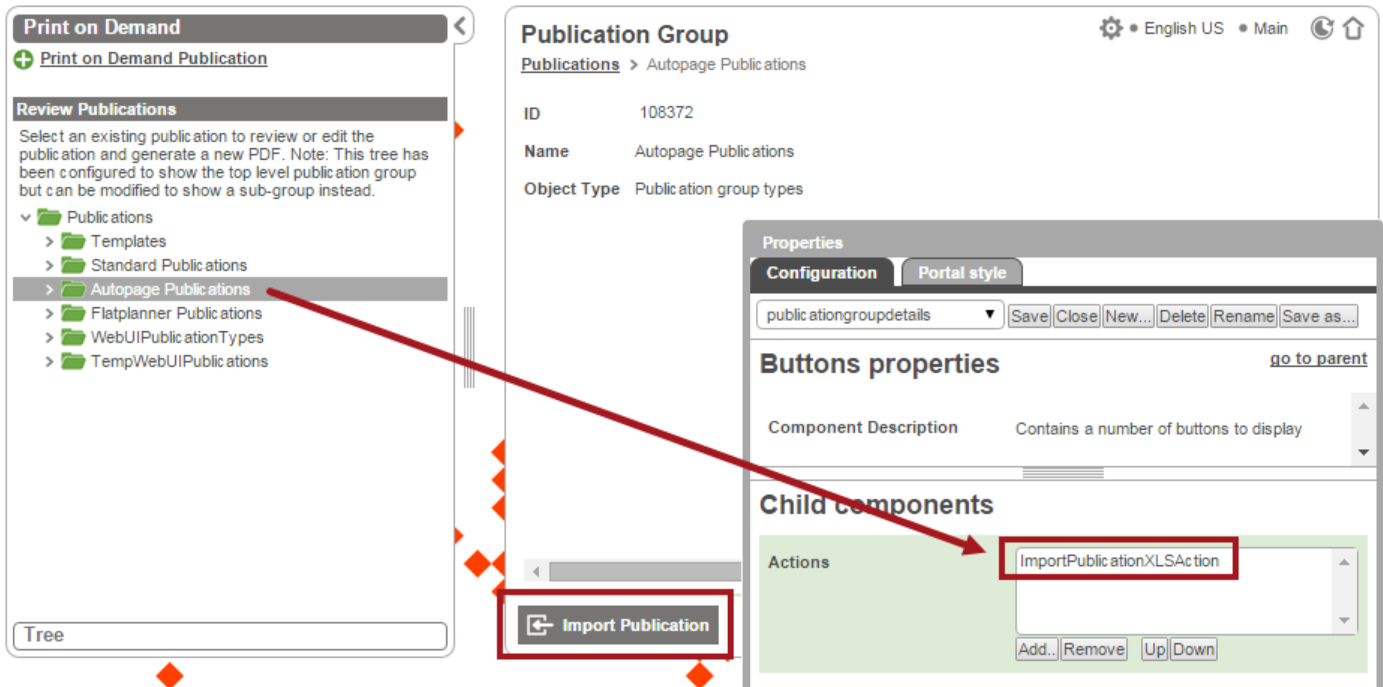 Print on Demand
Print on Demand Publication
Review Publications
Select an existing publication to review or edit the
publication and generate a new PDF. Note: This tree has
been configured to show the top level publication group
but can be modified to show a sub-group instead.
Publications
Templates
Standard Publications
Autopage Publications
Flatplanner Publications
WebUIPublicationTypes
TempWebUIPublications
Tree
Publication Group
English US
Main
Publications > Autopage Publications
ID 108372
Name Autopage Publications
Object Type Publication group types
Import Publication
Properties
Configuration Portal style
publicationgroupdetails Save Close New... Delete Rename Save as...
Buttons properties go to parent
Component Description Contains a number of buttons to display
Child components
Actions ImportPublicationXLSAction
Add.. Remove Up Down